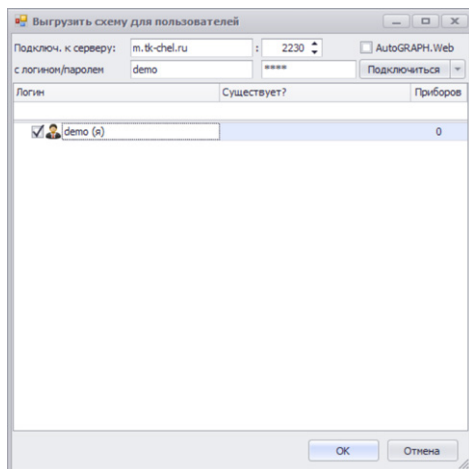 Выгрузить схему для пользователей
Подключ. к серверу: m.tk-chel.ru : 2230 AutoGRAPH.Web
с логином/паролем demo **** Подключиться
Логин Существует? Приборов
demo (я) 0
OK Отмена